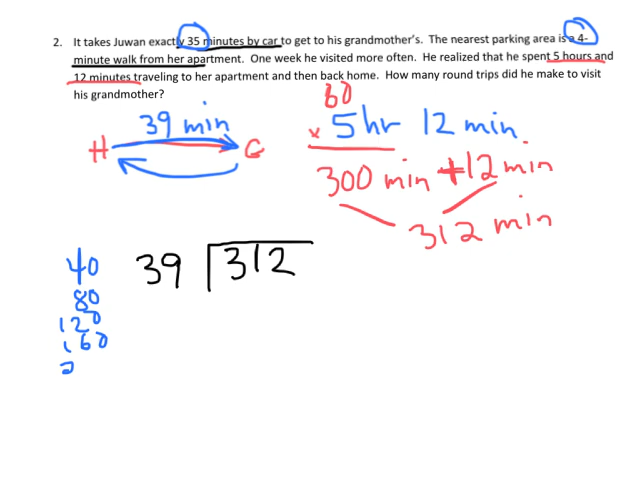 2. It takes Juwan exactly 35 minutes by car to get to his grandmother's. The nearest parking area is a 4-
minute walk from her apartment. One week he visited more often. He realized that he spent 5 hours and
12 minutes traveling to her apartment and then back home. How many round trips did he make to visit
his grandmother?
60
39 min
× 5 hr 12 min.
H G
300 min + 12 min
312 min
39 312
40
80
120
160
2